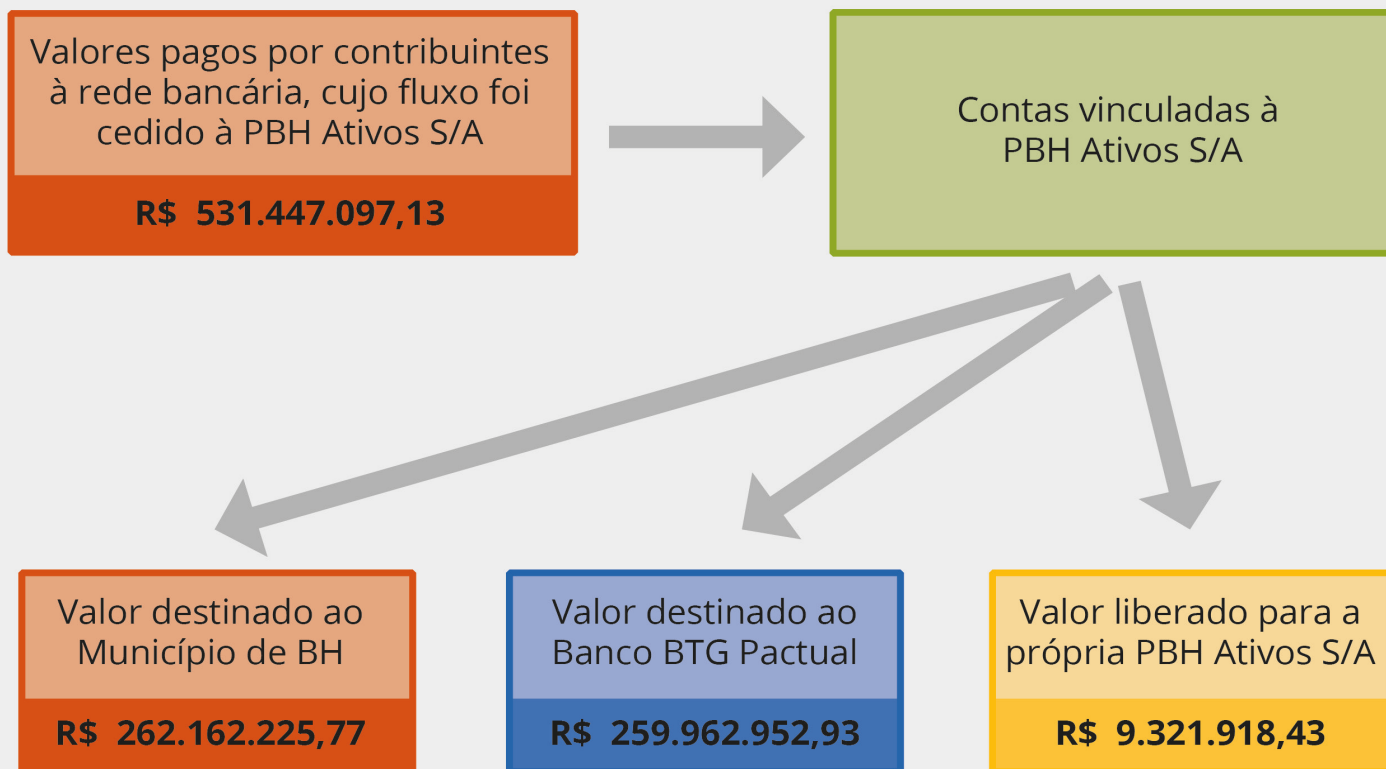 Valores pagos por contribuintes
à rede bancária, cujo fluxo foi
cedido à PBH Ativos S/A
R$ 531.447.097,13
Contas vinculadas à
PBH Ativos S/A
Valor destinado ao
Município de BH
R$ 262.162.225,77
Valor destinado ao
Banco BTG Pactual
R$ 259.962.952,93
Valor liberado para a
própria PBH Ativos S/A
R$ 9.321.918,43